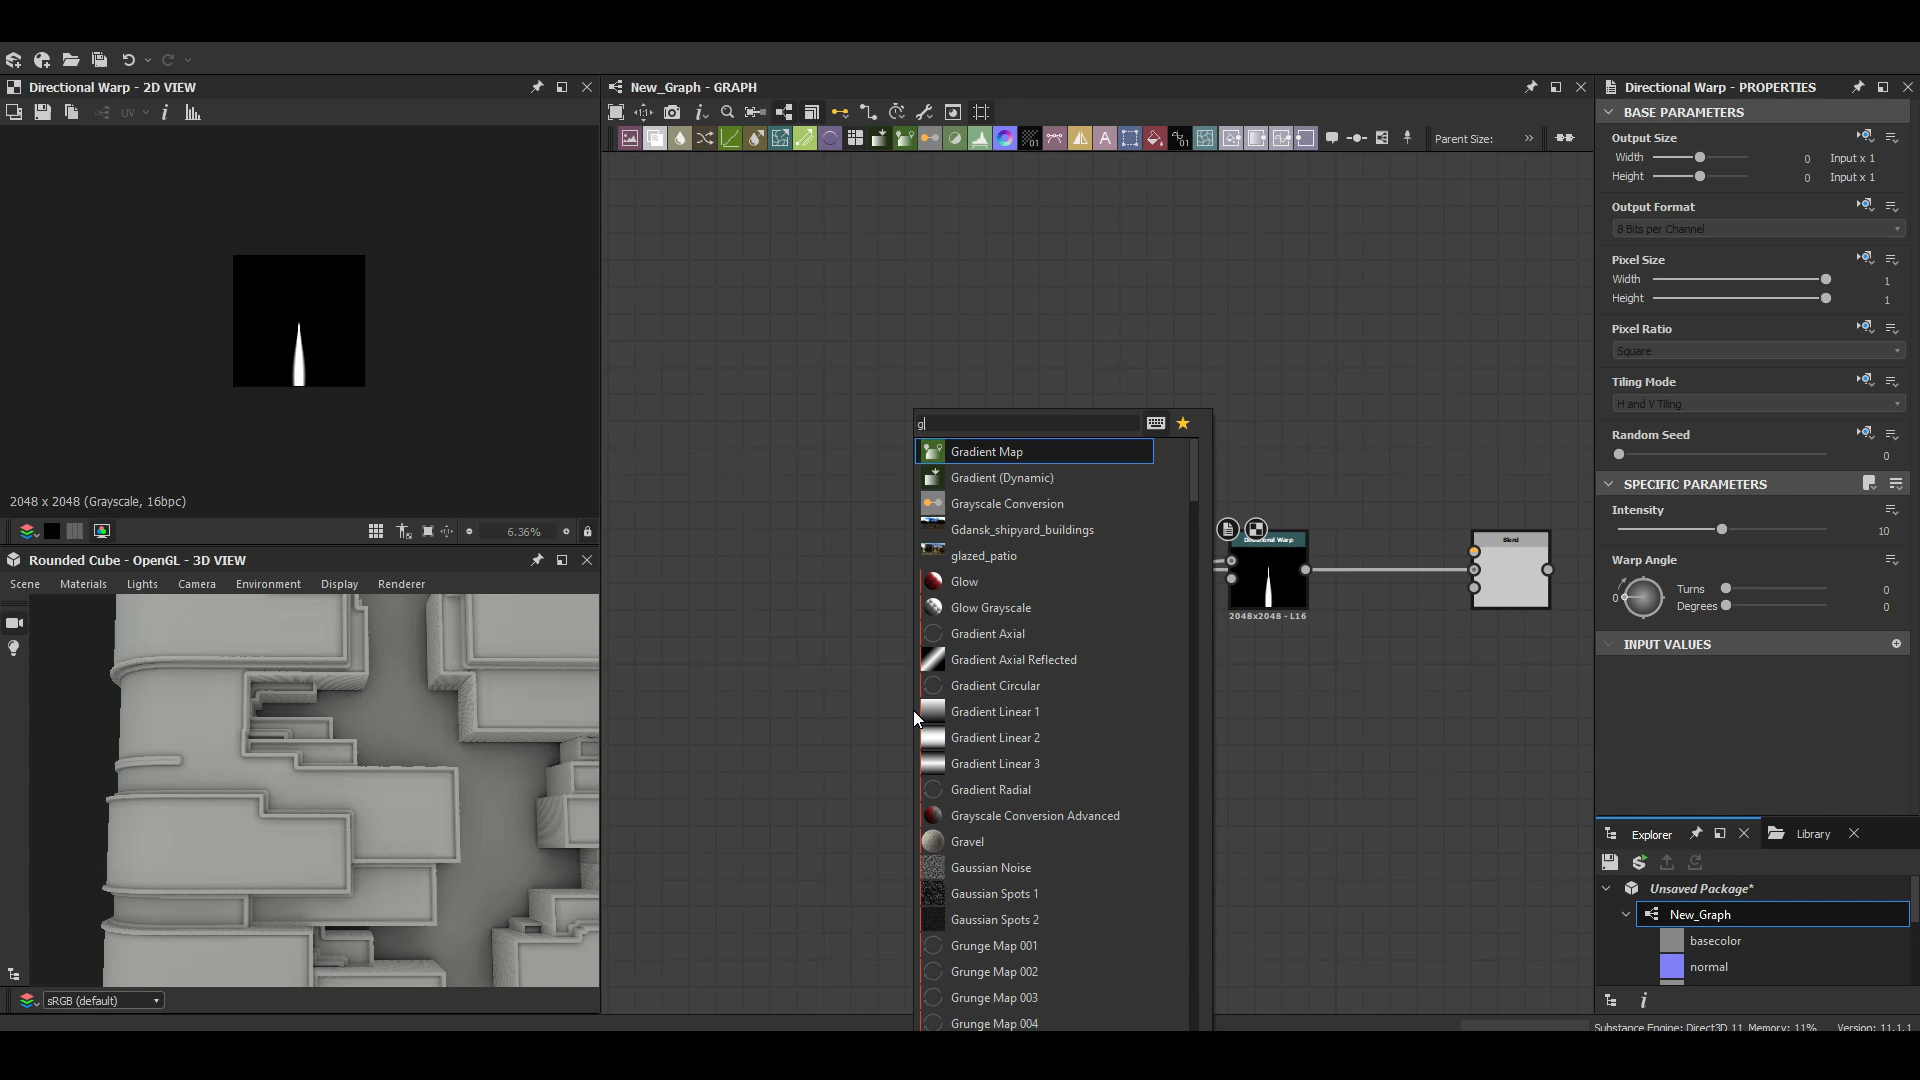 Directional Warp - 2D VIEW
New_Graph - GRAPH
Directional Warp - PROPERTIES
UV
Parent Size:
BASE PARAMETERS
Output Size
Width 0 Input x 1
Height 0 Input x 1
Output Format
8 Bits per Channel
Pixel Size
Width 1
Height 1
Pixel Ratio
Square
Tiling Mode
H and V Tiling
Random Seed
0
SPECIFIC PARAMETERS
Intensity
10
Warp Angle
0 Turns 0
Degrees 0
INPUT VALUES
2048 x 2048 (Grayscale, 16bpc)
6.36%
Rounded Cube - OpenGL - 3D VIEW
Scene Materials Lights Camera Environment Display Renderer
sRGB (default)
g
Gradient Map
Gradient (Dynamic)
Grayscale Conversion
Gdansk_shipyard_buildings
glazed_patio
Glow
Glow Grayscale
Gradient Axial
Gradient Axial Reflected
Gradient Circular
Gradient Linear 1
Gradient Linear 2
Gradient Linear 3
Gradient Radial
Grayscale Conversion Advanced
Gravel
Gaussian Noise
Gaussian Spots 1
Gaussian Spots 2
Grunge Map 001
Grunge Map 002
Grunge Map 003
Grunge Map 004
Directional Warp
2048x2048 - L16
Blend
Explorer
Library
Unsaved Package*
New_Graph
basecolor
normal
Substance Engine: Direct3D 11 Memory: 11% Version: 11.1.1